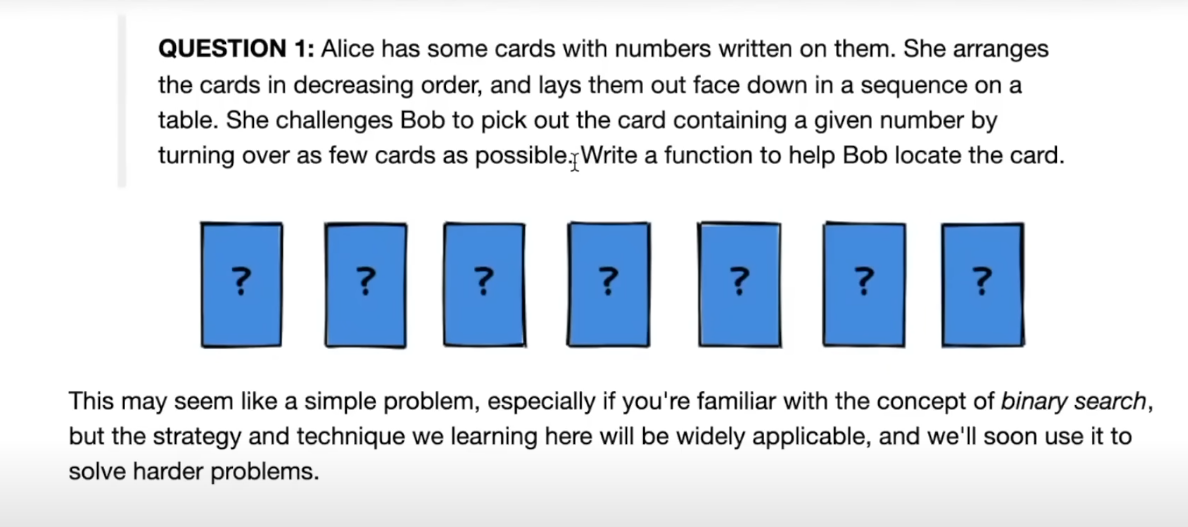 QUESTION 1: Alice has some cards with numbers written on them. She arranges
the cards in decreasing order, and lays them out face down in a sequence on a
table. She challenges Bob to pick out the card containing a given number by
turning over as few cards as possible. Write a function to help Bob locate the card.
? ? ? ? ? ? ?
This may seem like a simple problem, especially if you're familiar with the concept of binary search,
but the strategy and technique we learning here will be widely applicable, and we'll soon use it to
solve harder problems.